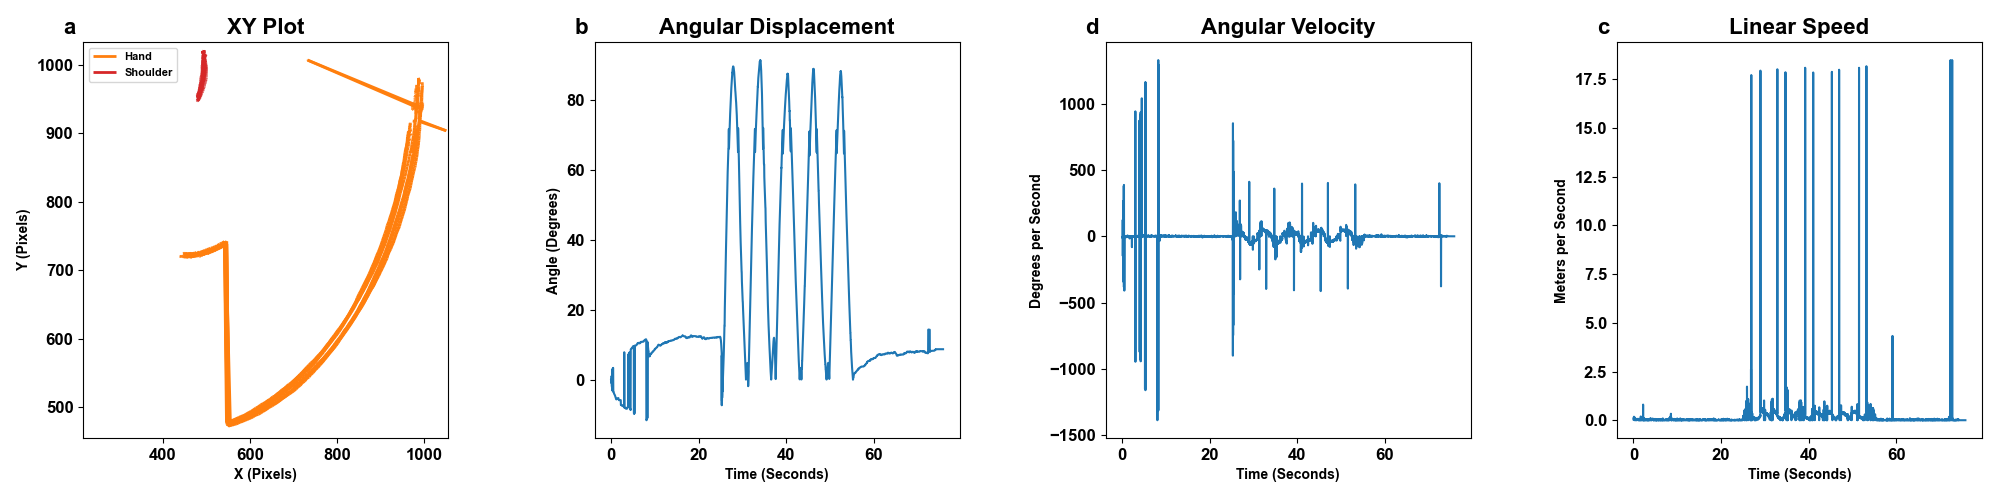 a XY Plot
Hand
Shoulder
1000
900
800
700
600
500
Y (Pixels)
400 600 800 1000
X (Pixels)
b Angular Displacement
80
60
40
20
0
Angle (Degrees)
0 20 40 60
Time (Seconds)
d Angular Velocity
1000
500
0
−500
−1000
−1500
Degrees per Second
0 20 40 60
Time (Seconds)
c Linear Speed
17.5
15.0
12.5
10.0
7.5
5.0
2.5
0.0
Meters per Second
0 20 40 60
Time (Seconds)